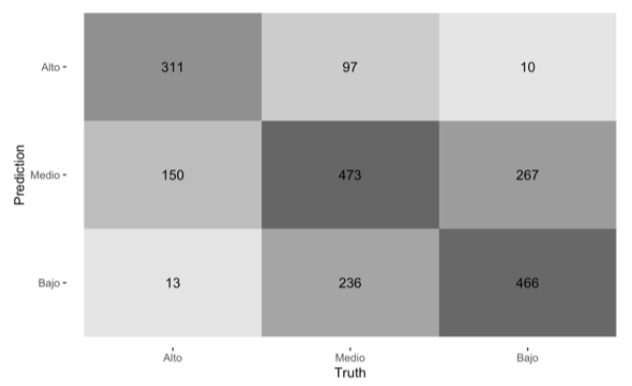 Alto
311 97 10
Prediction
Medio
150 473 267
Bajo
13 236 466
Alto Medio Bajo
Truth